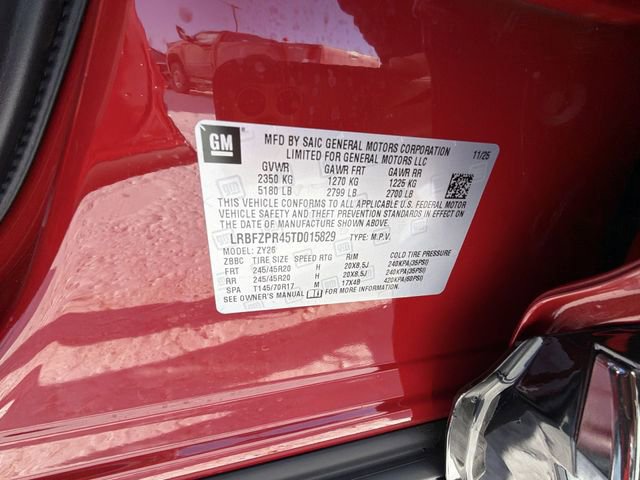 GM
MFD BY SAIC GENERAL MOTORS CORPORATION 11/25
LIMITED FOR GENERAL MOTORS LLC
GVWR GAWR FRT GAWR RR
2350 KG 1270 KG 1225 KG
5180 LB 2799 LB 2700 LB
THIS VEHICLE CONFORMS TO ALL APPLICABLE U.S. FEDERAL MOTOR
VEHICLE SAFETY, BUMPER, AND THEFT PREVENTION STANDARDS IN EFFECT ON
THE DATE OF MANUFACTURE SHOWN ABOVE.
LRBFZPR45TD015829 TYPE: M.P.V.
MODEL: ZY26
ZBBC TIRE SIZE SPEED RTG RIM COLD TIRE PRESSURE
FRT 245/45R20 H 20X8.5J 240KPA(35PSI)
RR 245/45R20 H 20X8.5J 240KPA(35PSI)
SPA T145/70R17 M 17X4B 420KPA(60PSI)
SEE OWNER'S MANUAL FOR MORE INFORMATION.